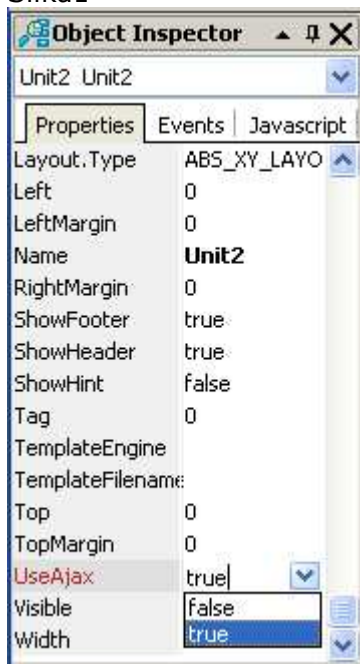 Slika1
Object Inspector
Unit2 Unit2
Properties Events Javascript
Layout.Type ABS_XY_LAYO
Left 0
LeftMargin 0
Name Unit2
RightMargin 0
ShowFooter true
ShowHeader true
ShowHint false
Tag 0
TemplateEngine
TemplateFilename
Top 0
TopMargin 0
UseAjax true
Visible false
Width true